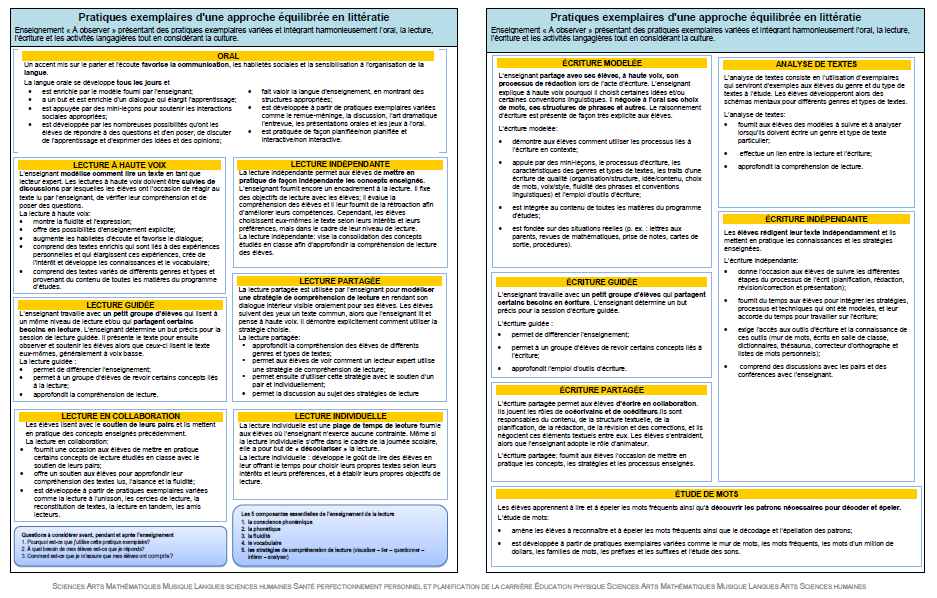 Pratiques exemplaires d'une approche équilibrée en littératie
Enseignement « À observer » présentant des pratiques exemplaires variées et intégrant harmonieusement l'oral, la lecture,
l'écriture et les activités langagières tout en considérant la culture.
ORAL
Un accent mis sur le parler et l'écoute favorise la communication, les habiletés sociales et la sensibilisation à l'organisation de la
langue.
La langue orale se développe tous les jours et
• est enrichie par le modèle fourni par l'enseignant;
• a un but et est enrichie d'un dialogue qui élargit l'apprentissage;
• est appuyée par des mini-leçons pour soutenir les interactions
sociales appropriées;
• est développée par les nombreuses possibilités qu'ont les
élèves de répondre à des questions et d'en poser, de discuter
de l'apprentissage et d'exprimer des idées et des opinions;
• fait valoir la langue d'enseignement, en montrant des
structures appropriées;
• est développée à partir de pratiques exemplaires variées
comme le remue-méninge, la discussion, l'art dramatique
l'entrevue, les présentations orales et les jeux à l'oral.
• est pratiquée de façon planifiée/non planifiée et
interactive/non interactive.
LECTURE À HAUTE VOIX
L'enseignant modélise comment lire un texte en tant que
lecteur expert. Les lectures à haute voix doivent être suivies de
discussions par lesquelles les élèves ont l'occasion de réagir au
texte lu par l'enseignant, de vérifier leur compréhension et de
poser des questions.
La lecture à haute voix:
• montre la fluidité et l'expression;
• offre des possibilités d'enseignement explicite;
• augmente les habiletés d'écoute et favorise le dialogue;
• comprend des textes enrichis qui sont liés à des expériences
personnelles et qui élargissent ces expériences, crée de
l'intérêt et développe les connaissances et le vocabulaire;
• comprend des textes variés de différents genres et types et
provenant du contenu de toutes les matières du programme
d'études.
LECTURE INDÉPENDANTE
La lecture indépendante permet aux élèves de mettre en
pratique de façon indépendante les concepts enseignés.
L'enseignant fournit encore un encadrement à la lecture. Il fixe
des objectifs de lecture avec les élèves; il évalue la
compréhension des élèves et il leur fournit de la rétroaction afin
d'améliorer leurs compétences. Cependant, les élèves
choisissent eux-mêmes le texte selon leurs intérêts et leurs
préférences, mais dans le cadre de leur niveau de lecture.
La lecture indépendante: vise la consolidation des concepts
étudiés en classe afin d'approfondir la compréhension de lecture
des élèves.
LECTURE GUIDÉE
L'enseignant travaille avec un petit groupe d'élèves qui lisent à
un même niveau de lecture et/ou qui partagent certains
besoins en lecture. L'enseignant détermine un but précis pour la
session de lecture guidée. Il présente le texte pour ensuite
observer et soutenir les élèves alors que ceux-ci lisent le texte
eux-mêmes, généralement à voix basse.
La lecture guidée :
• permet de différencier l'enseignement;
• permet à un groupe d'élèves de revoir certains concepts liés
à la lecture;
• approfondit la compréhension de lecture.
LECTURE PARTAGÉE
La lecture partagée est utilisée par l'enseignant pour modéliser
une stratégie de compréhension de lecture en rendant son
dialogue intérieur visible oralement pour ses élèves. Les élèves
suivent des yeux un texte commun, alors que l'enseignant lit et
pense à haute voix. Il démontre explicitement comment utiliser la
stratégie choisie.
La lecture partagée:
• approfondit la compréhension des élèves de différents
genres et types de textes;
• permet aux élèves de voir comment un lecteur expert utilise
une stratégie de compréhension de lecture;
• permet ensuite d'utiliser cette stratégie avec le soutien d'un
pair et individuellement;
• permet la discussion au sujet des stratégies de lecture
LECTURE EN COLLABORATION
Les élèves lisent avec le soutien de leurs pairs et ils mettent
en pratique des concepts enseignés précédemment.
La lecture en collaboration:
• fournit une occasion aux élèves de mettre en pratique
certains concepts de lecture étudiés en classe avec le
soutien de leurs pairs;
• offre un soutien aux élèves pour approfondir leur
compréhension des textes lus, l'aisance et la fluidité;
• est développée à partir de pratiques exemplaires variées
comme la lecture à l'unisson, les cercles de lecture, la
reconstitution de textes, la lecture en tandem, les amis
lecteurs.
LECTURE INDIVIDUELLE
La lecture individuelle est une plage de temps de lecture fournie
aux élèves où l'enseignant n'exerce aucune contrainte. Même si
la lecture individuelle s'offre dans le cadre de la journée scolaire,
elle a pour but de « déscolariser » la lecture.
La lecture individuelle : développe le goût de lire des élèves en
leur offrant le temps pour choisir leurs propres textes selon leurs
intérêts et leurs préférences, et à établir leurs propres objectifs de
lecture.
Questions à considérer avant, pendant et après l'enseignement
1. Pourquoi est-ce que j'utilise cette pratique exemplaire?
2. À quel besoin de mes élèves est-ce que je réponds?
3. Comment est-ce que je m'assure que mes élèves ont compris?
Les 5 composantes essentielles de l'enseignement de la lecture
1. la conscience phonémique
2. la phonétique
3. la fluidité
4. le vocabulaire
5. les stratégies de compréhension de lecture (visualiser – lier – questionner –
inférer – analyser)
Pratiques exemplaires d'une approche équilibrée en littératie
Enseignement « À observer » présentant des pratiques exemplaires variées et intégrant harmonieusement l'oral, la lecture,
l'écriture et les activités langagières tout en considérant la culture.
ÉCRITURE MODELÉE
L'enseignant partage avec ses élèves, à haute voix, son
processus de rédaction lors de l'acte d'écriture. L'enseignant
explique à haute voix pourquoi il choisit certaines idées et/ou
certaines conventions linguistiques. Il négocie à l'oral ses choix
de mots, ses structures de phrases et autres. Le raisonnement
d'écriture est présenté de façon très explicite aux élèves.
L'écriture modelée:
• démontre aux élèves comment utiliser les processus liés à
l'écriture en contexte;
• appuie par des mini-leçons, le processus d'écriture, les
caractéristiques des genres et types de textes, les traits d'une
écriture de qualité (organisation/structure, idée/contenu, choix
de mots, voix/style, fluidité des phrases et conventions
linguistiques) et l'emploi d'outils d'écriture;
• est intégrée au contenu de toutes les matières du programme
d'études;
• est fondée sur des situations réelles (p. ex. : lettres aux
parents, revues de mathématiques, prise de notes, cartes de
sortie, procédures).
ANALYSE DE TEXTES
L'analyse de textes consiste en l'utilisation d'exemplaires
qui serviront d'exemples aux élèves du genre et du type de
textes à l'étude. Les élèves développeront alors des
schémas mentaux pour différents genres et types de textes.
L'analyse de textes:
• fournit aux élèves des modèles à suivre et à analyser
lorsqu'ils doivent écrire un genre et type de texte
particulier;
• effectue un lien entre la lecture et l'écriture;
• approfondit la compréhension de lecture.
ÉCRITURE INDÉPENDANTE
Les élèves rédigent leur texte indépendamment et ils
mettent en pratique les connaissances et les stratégies
enseignées.
L'écriture indépendante:
• donne l'occasion aux élèves de suivre les différentes
étapes du processus de l'écrit (planification, rédaction,
révision/correction et présentation);
• fournit du temps aux élèves pour intégrer les stratégies,
processus et techniques qui ont été modelés, et leur
accorde du temps pour travailler sur l'écriture;
• exige l'accès aux outils d'écriture et la connaissance de
ces outils (mur de mots, écrits en salle de classe,
dictionnaires, thésaurus, correcteur d'orthographe et
listes de mots personnels);
• comprend des discussions avec les pairs et des
conférences avec l'enseignant.
ÉCRITURE GUIDÉE
L'enseignant travaille avec un petit groupe d'élèves qui partagent
certains besoins en écriture. L'enseignant détermine un but
précis pour la session d'écriture guidée.
L'écriture guidée :
• permet de différencier l'enseignement;
• permet à un groupe d'élèves de revoir certains concepts liés à
l'écriture;
• approfondit l'emploi d'outils d'écriture.
ÉCRITURE PARTAGÉE
L'écriture partagée permet aux élèves d'écrire en collaboration.
Ils jouent les rôles de coécrivains et de coéditeurs.Ils sont
responsables du contenu, de la structure textuelle, de la
planification, de la rédaction, de la révision et des corrections, et ils
négocient ces éléments textuels entre eux. Les élèves s'entraident,
alors que l'enseignant adopte le rôle d'animateur.
L'écriture partagée: fournit aux élèves l'occasion de mettre en
pratique les concepts, les stratégies et les processus enseignés.
ÉTUDE DE MOTS
Les élèves apprennent à lire et à épeler les mots fréquents ainsi qu'à découvrir les patrons nécessaires pour décoder et épeler.
L'étude de mots:
• amène les élèves à reconnaître et à épeler les mots fréquents ainsi que le décodage et l'épellation des patrons;
• est développée à partir de pratiques exemplaires variées comme le mur de mots, les mots fréquents, les mots d'un million de
dollars, les familles de mots, les préfixes et les suffixes et l'étude des sons.
SCIENCES ARTS MATHÉMATIQUES MUSIQUE LANGUES SCIENCES HUMAINES SANTÉ PERFECTIONNEMENT PERSONNEL ET PLANIFICATION DE LA CARRIÈRE ÉDUCATION PHYSIQUE SCIENCES ARTS MATHÉMATIQUES MUSIQUE LANGUES ARTS SCIENCES HUMAINES